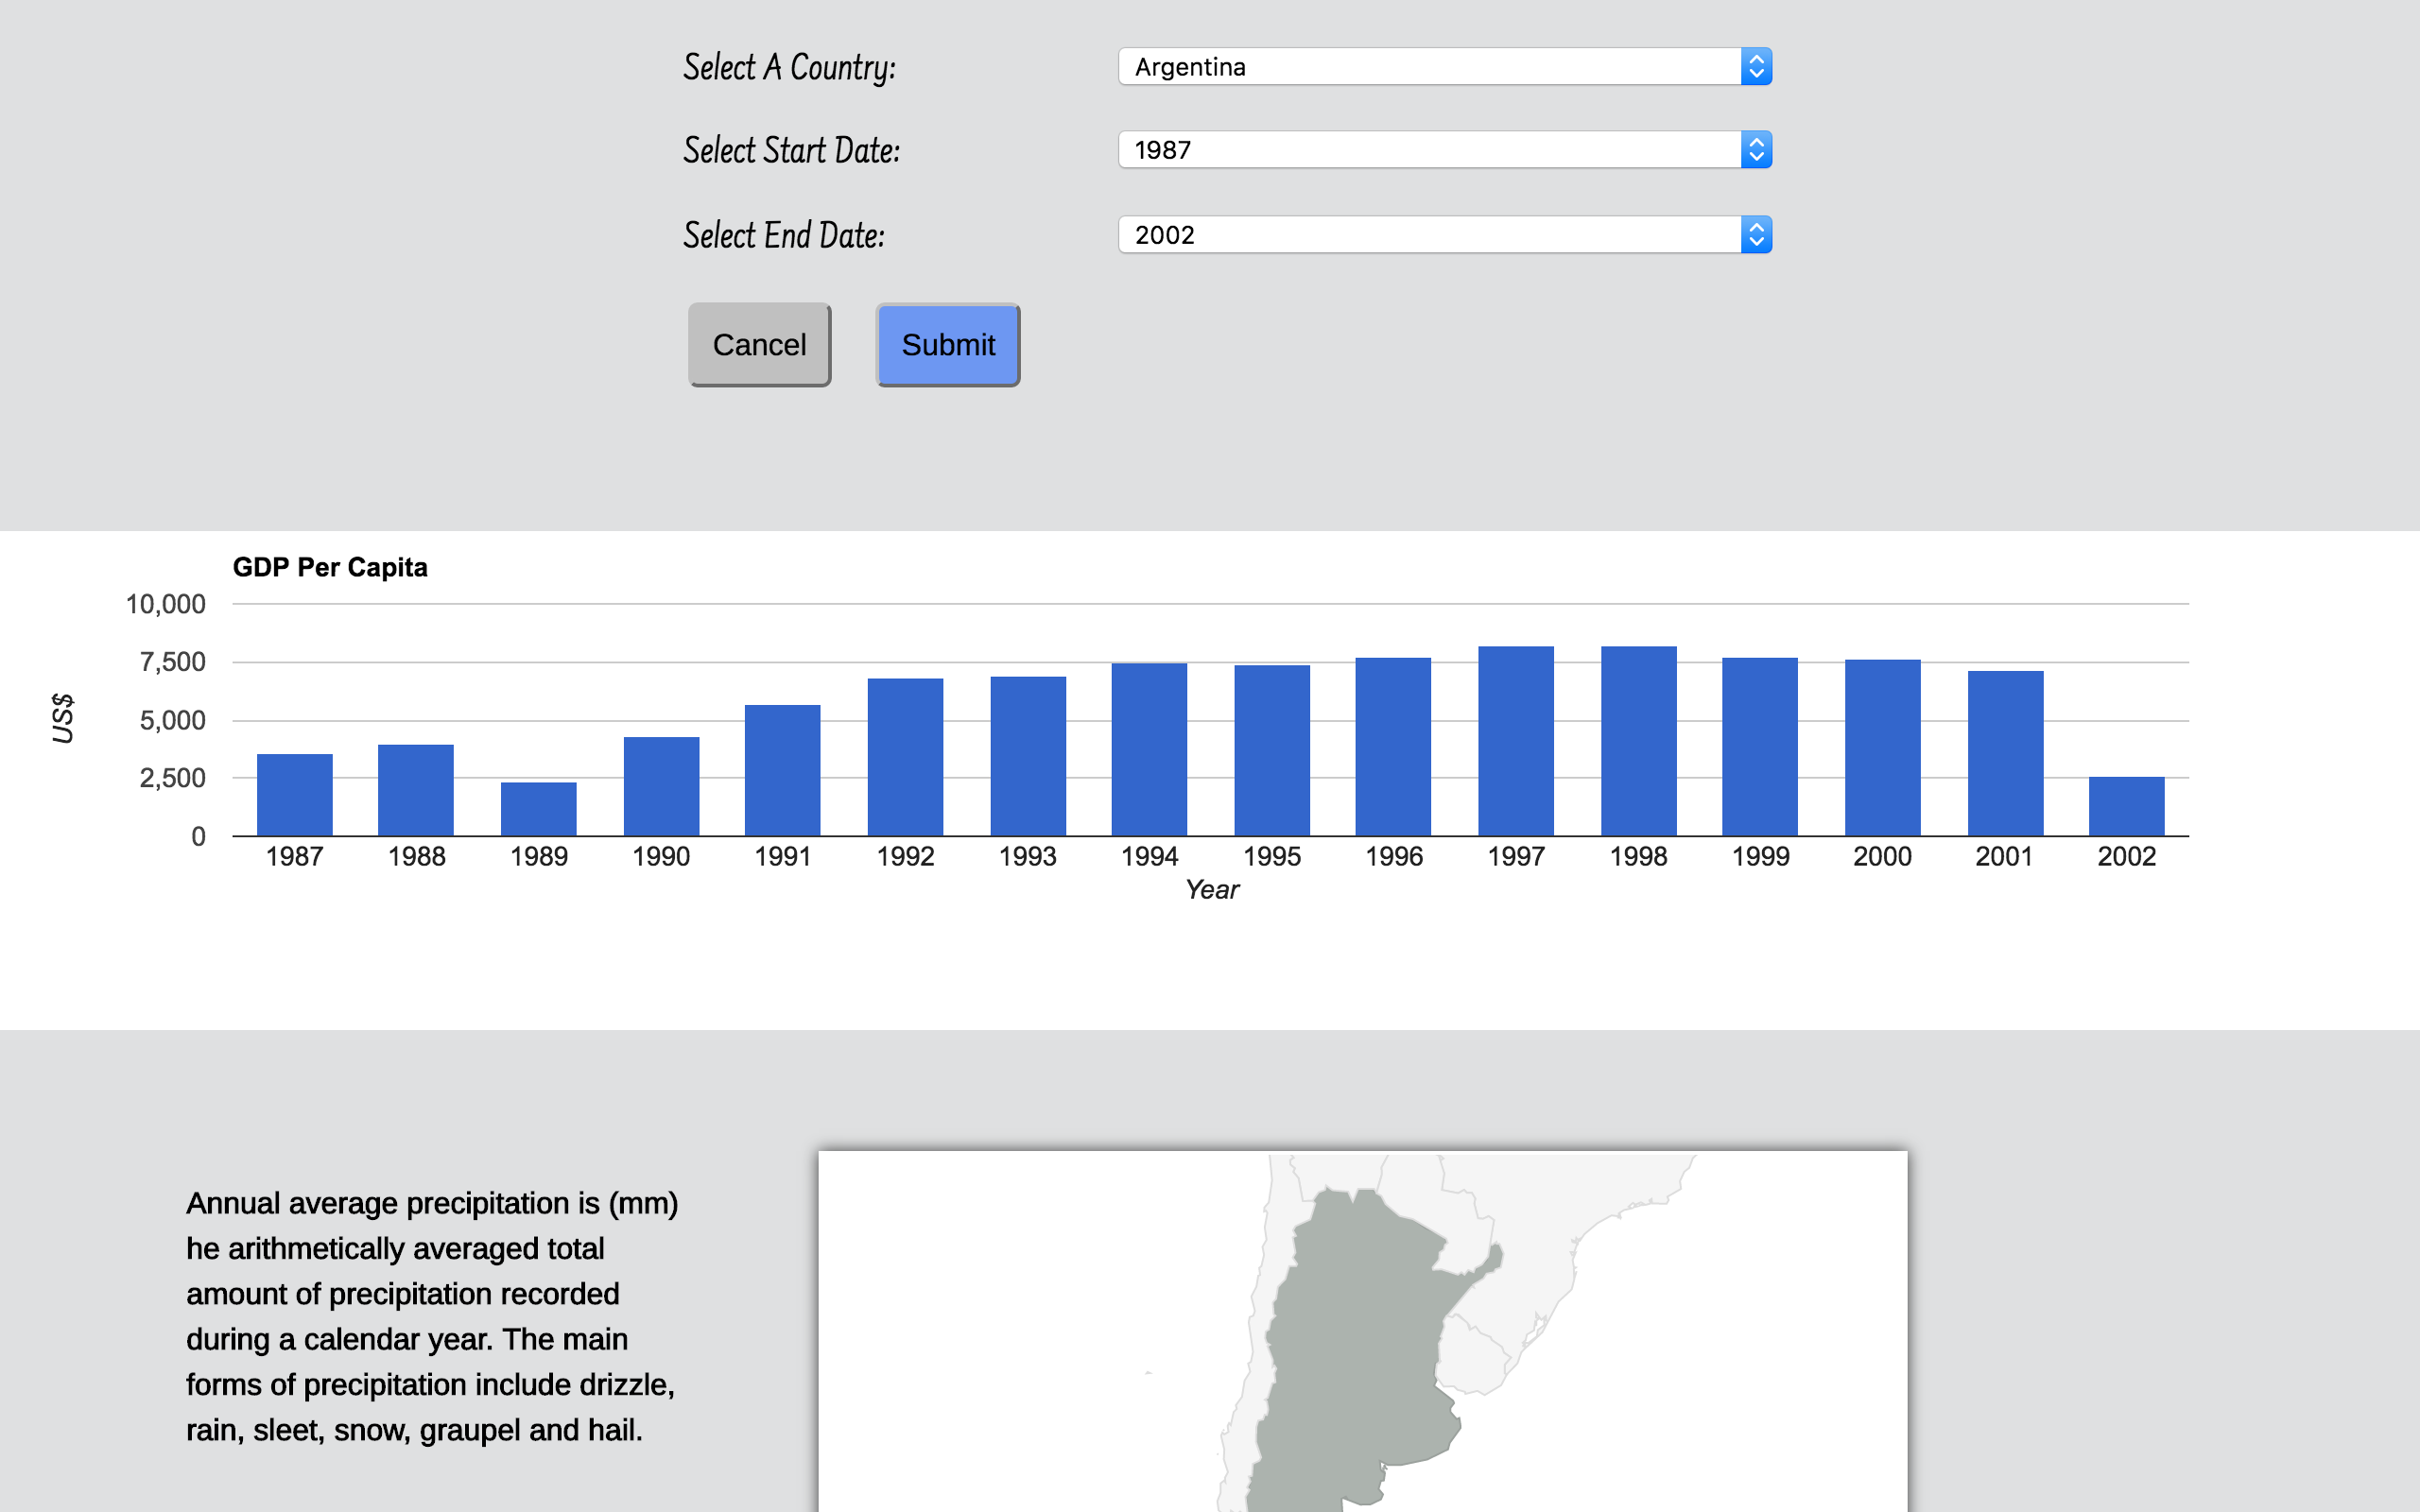 Select A Country:
Argentina
Select Start Date:
1987
Select End Date:
2002
Cancel
Submit
GDP Per Capita
10,000
7,500
5,000
2,500
0
US$
1987 1988 1989 1990 1991 1992 1993 1994 1995 1996 1997 1998 1999 2000 2001 2002
Year
Annual average precipitation is (mm)
he arithmetically averaged total
amount of precipitation recorded
during a calendar year. The main
forms of precipitation include drizzle,
rain, sleet, snow, graupel and hail.